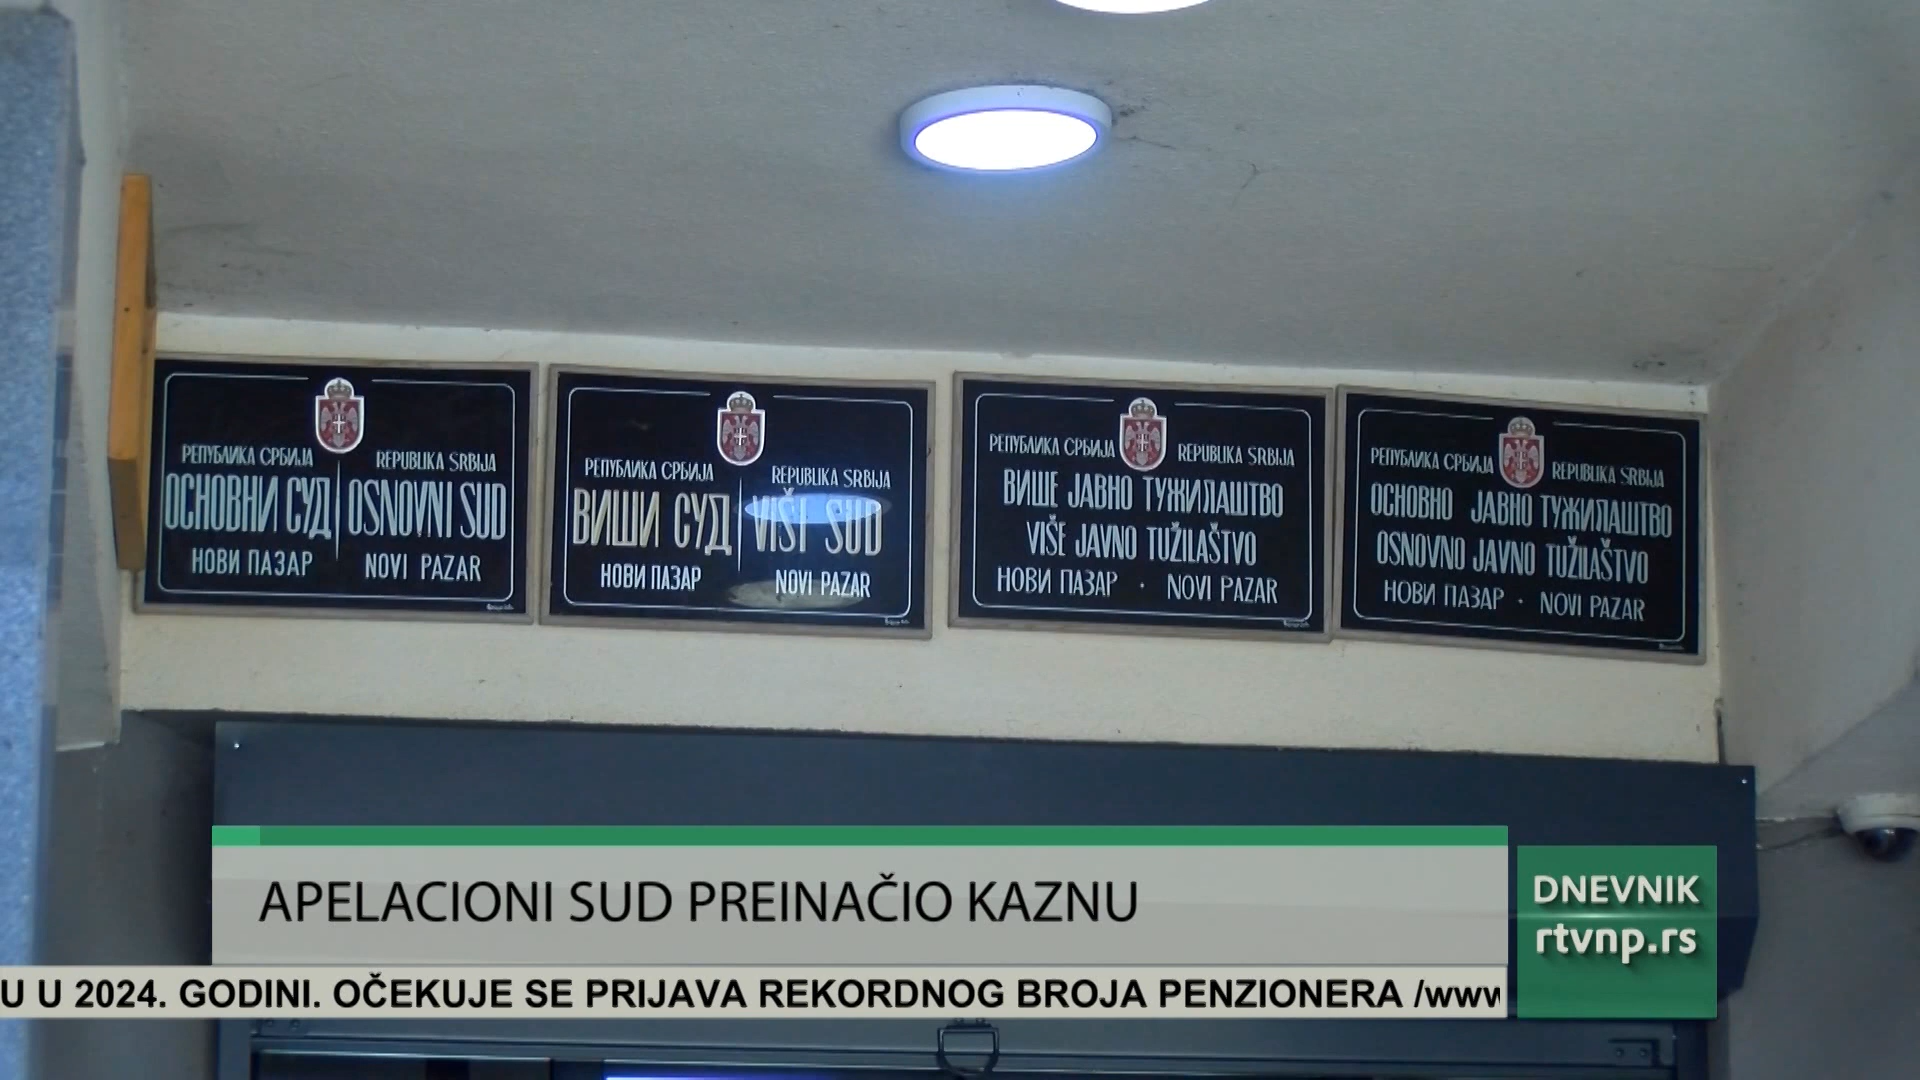 РЕПУБЛИКА СРБИЈА
REPUBLIKA SRBIJA
ОСНОВНИ СУД
OSNOVNI SUD
НОВИ ПАЗАР
NOVI PAZAR
РЕПУБЛИКА СРБИЈА
REPUBLIKA SRBIJA
ВИШИ СУД
VIŠI SUD
НОВИ ПАЗАР
NOVI PAZAR
РЕПУБЛИКА СРБИЈА
REPUBLIKA SRBIJA
ВИШЕ ЈАВНО ТУЖИЛАШТВО
VIŠE JAVNO TUŽILAŠTVO
НОВИ ПАЗАР · NOVI PAZAR
РЕПУБЛИКА СРБИЈА
REPUBLIKA SRBIJA
ОСНОВНО ЈАВНО ТУЖИЛАШТВО
OSNOVNO JAVNO TUŽILAŠTVO
НОВИ ПАЗАР · NOVI PAZAR
APELACIONI SUD PREINAČIO KAZNU
DNEVNIK
rtvnp.rs
U U 2024. GODINI. OČEKUJE SE PRIJAVA REKORDNOG BROJA PENZIONERA /www